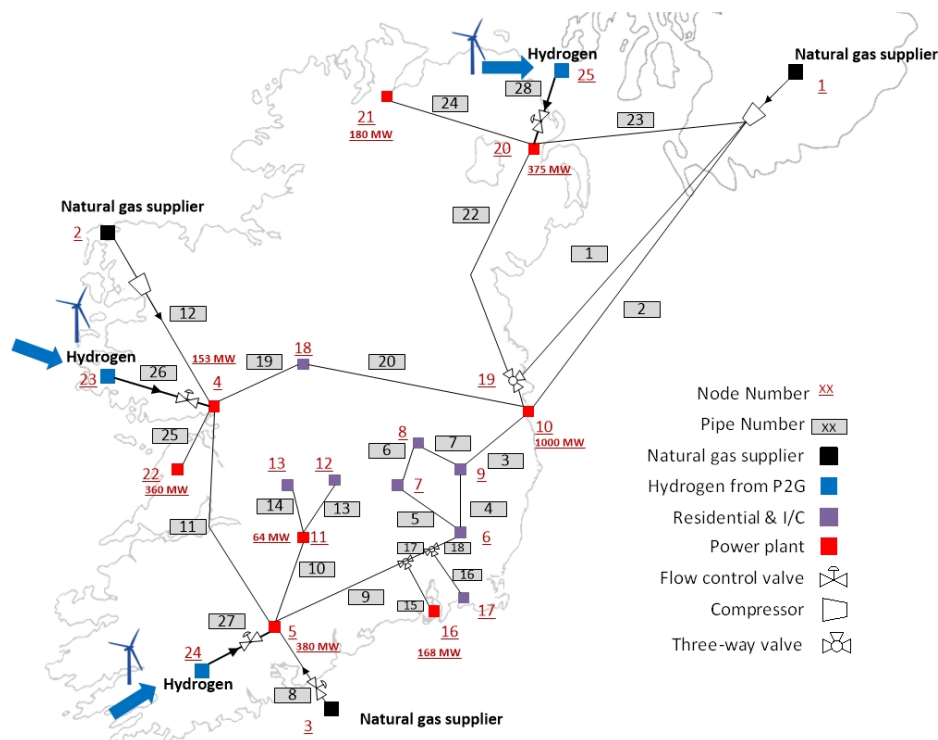 Hydrogen
25
Natural gas supplier
1
28
24
21
180 MW
23
20
375 MW
Natural gas supplier
2
22
1
12
2
Hydrogen
153 MW
18
19
20
26
23
4
19
25
10
1000 MW
22
360 MW
8
7
6
3
13
12
9
14
7
4
13
11
5
6
64 MW
11
17
18
10
16
9
15
17
27
5
16
380 MW
168 MW
24
Hydrogen
8
3
Natural gas supplier
Node Number XX
Pipe Number XX
Natural gas supplier
Hydrogen from P2G
Residential & I/C
Power plant
Flow control valve
Compressor
Three-way valve